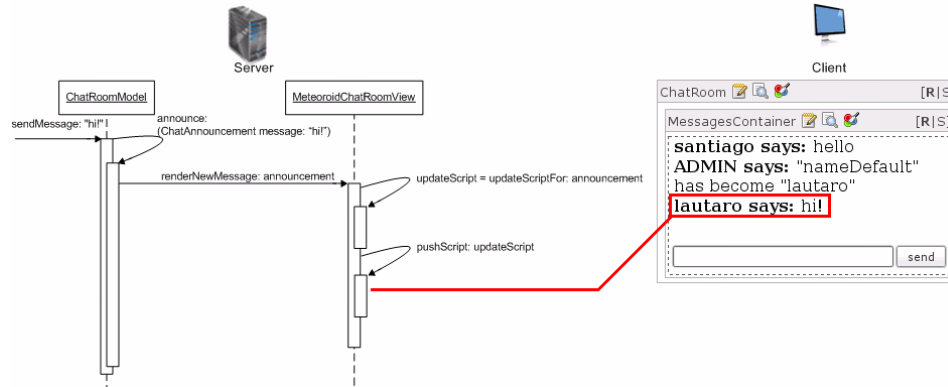 Server
Client
ChatRoomModel
MeteoroidChatRoomView
sendMessage: "hi!"
announce:
(ChatAnnouncement message: "hi!")
renderNewMessage: announcement
updateScript = updateScriptFor: announcement
pushScript: updateScript
ChatRoom [R|S
MessagesContainer [R|S]
santiago says: hello
ADMIN says: "nameDefault"
has become "lautaro"
lautaro says: hi!
send